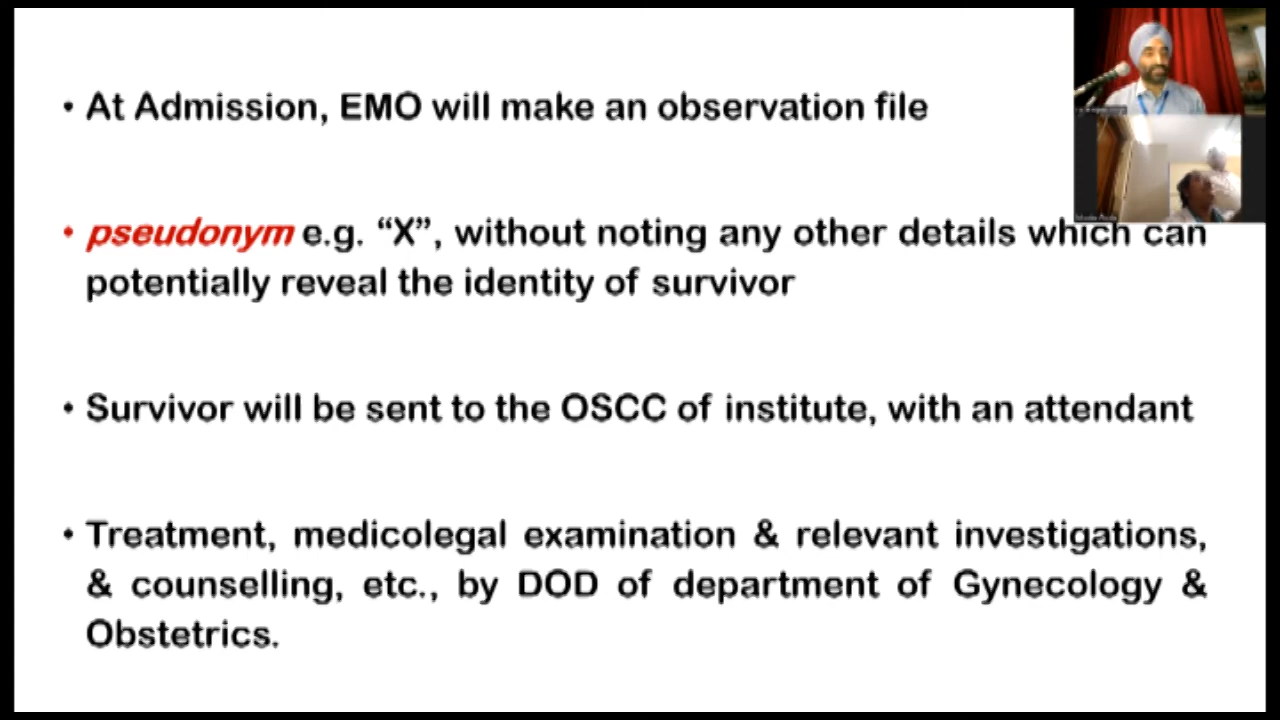 • At Admission, EMO will make an observation file
• pseudonym e.g. “X”, without noting any other details which can
potentially reveal the identity of survivor
• Survivor will be sent to the OSCC of institute, with an attendant
• Treatment, medicolegal examination & relevant investigations,
& counselling, etc., by DOD of department of Gynecology &
Obstetrics.